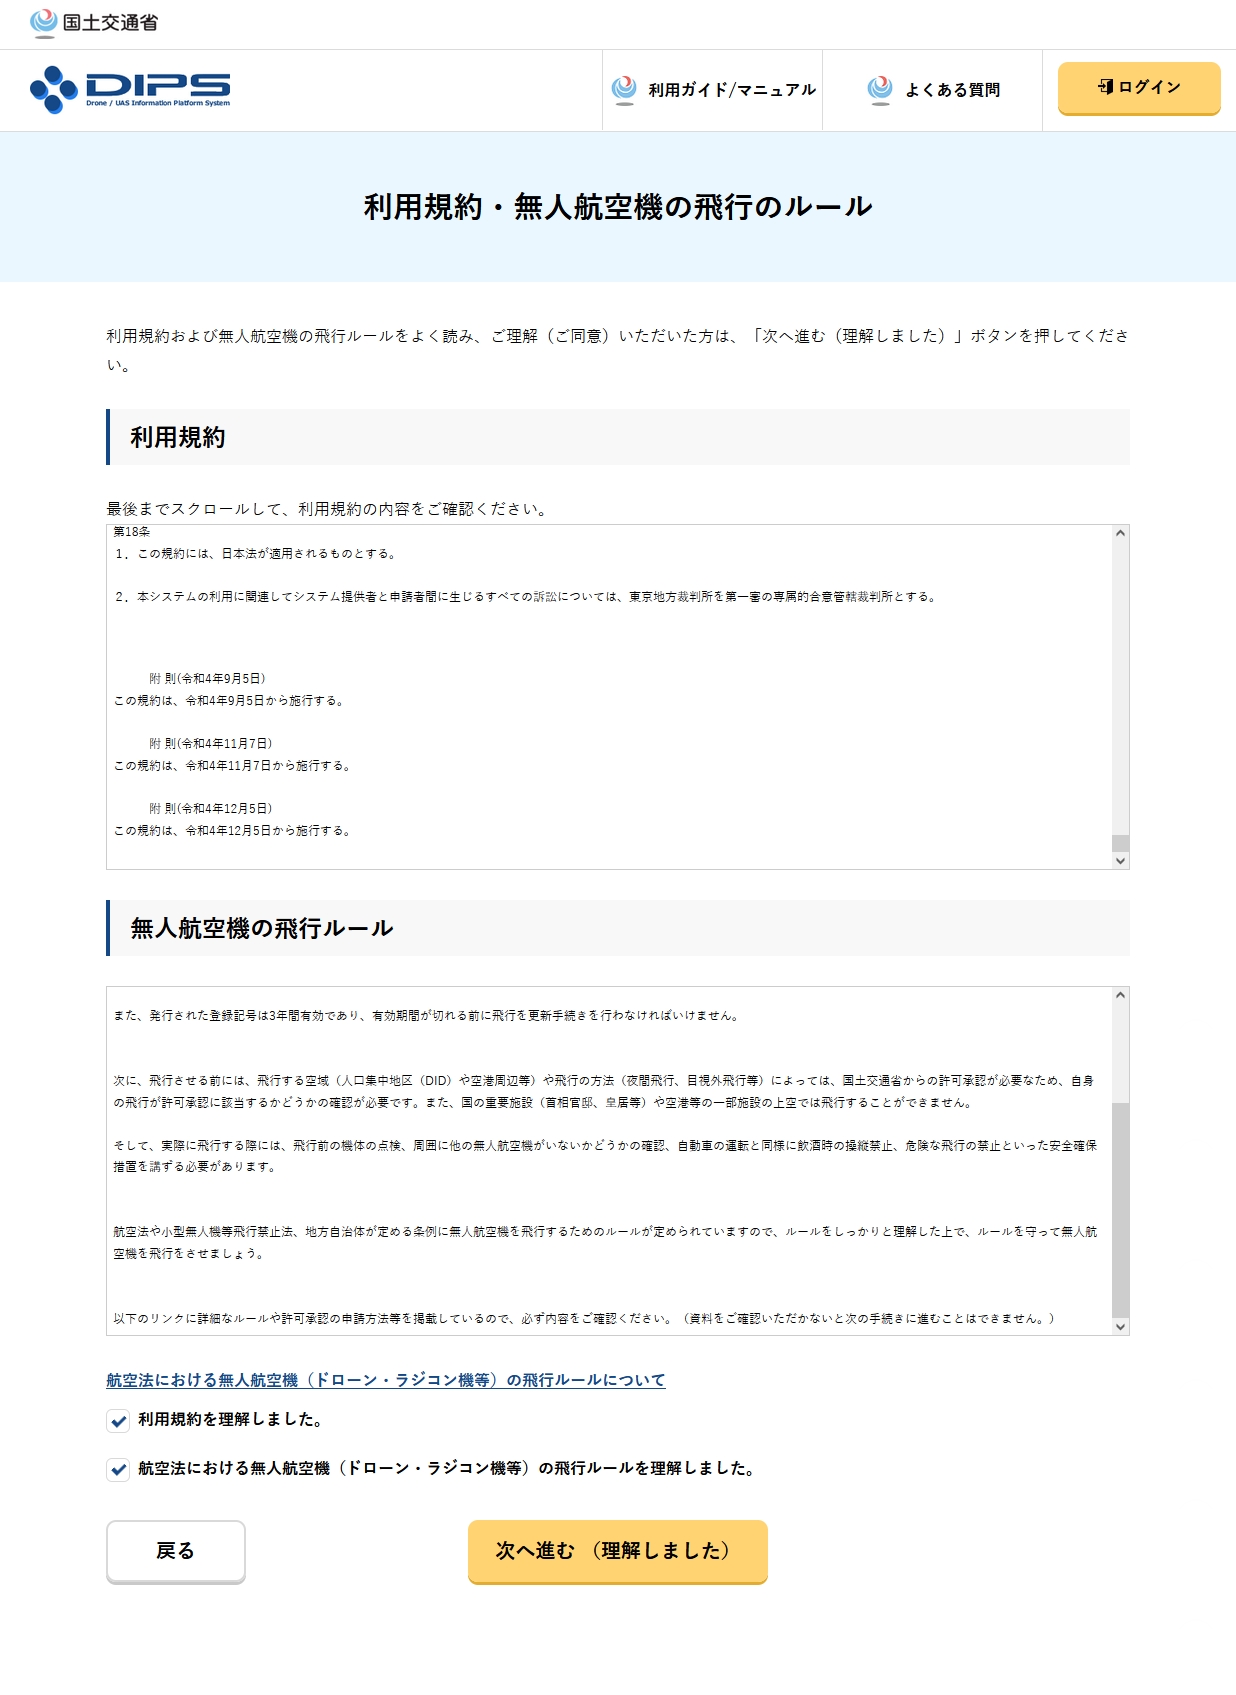 国土交通省
DIPS
Drone / UAS Information Platform System
利用ガイド/マニュアル
よくある質問
ログイン
利用規約・無人航空機の飛行のルール
利用規約および無人航空機の飛行ルールをよく読み、ご理解（ご同意）いただいた方は、「次へ進む（理解しました）」ボタンを押してくださ
い。
利用規約
最後までスクロールして、利用規約の内容をご確認ください。
第18条
１．この規約には、日本法が適用されるものとする。
２．本システムの利用に関連してシステム提供者と申請者間に生じるすべての訴訟については、東京地方裁判所を第一審の専属的合意管轄裁判所とする。
附 則(令和4年9月5日)
この規約は、令和4年9月5日から施行する。
附 則(令和4年11月7日)
この規約は、令和4年11月7日から施行する。
附 則(令和4年12月5日)
この規約は、令和4年12月5日から施行する。
無人航空機の飛行ルール
また、発行された登録記号は3年間有効であり、有効期間が切れる前に飛行を更新手続きを行わなければいけません。
次に、飛行させる前には、飛行する空域（人口集中地区（DID）や空港周辺等）や飛行の方法（夜間飛行、目視外飛行等）によっては、国土交通省からの許可承認が必要なため、自身
の飛行が許可承認に該当するかどうかの確認が必要です。また、国の重要施設（首相官邸、皇居等）や空港等の一部施設の上空では飛行することができません。
そして、実際に飛行する際には、飛行前の機体の点検、周囲に他の無人航空機がいないかどうかの確認、自動車の運転と同様に飲酒時の操縦禁止、危険な飛行の禁止といった安全確保
措置を講ずる必要があります。
航空法や小型無人機等飛行禁止法、地方自治体が定める条例に無人航空機を飛行するためのルールが定められていますので、ルールをしっかりと理解した上で、ルールを守って無人航
空機を飛行をさせましょう。
以下のリンクに詳細なルールや許可承認の申請方法等を掲載しているので、必ず内容をご確認ください。（資料をご確認いただかないと次の手続きに進むことはできません。）
航空法における無人航空機（ドローン・ラジコン機等）の飛行ルールについて
利用規約を理解しました。
航空法における無人航空機（ドローン・ラジコン機等）の飛行ルールを理解しました。
戻る
次へ進む （理解しました）